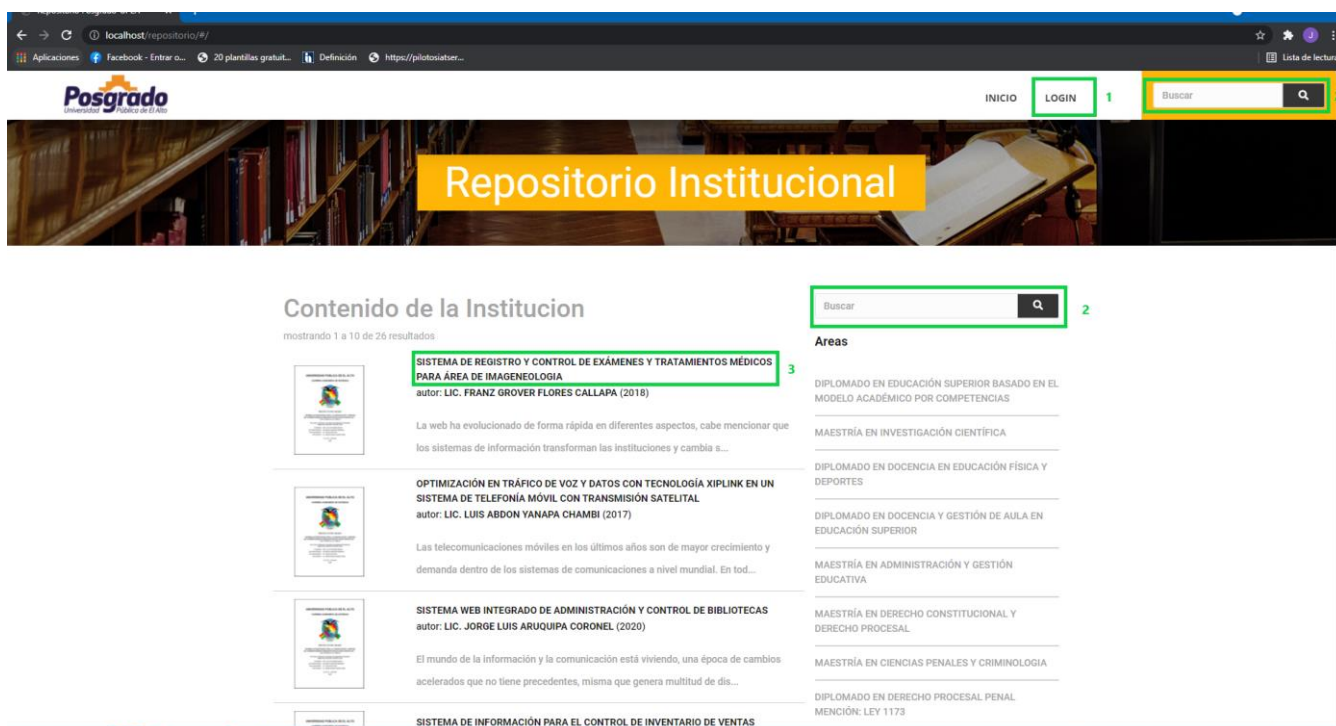 localhost/repositorio/#/
Aplicaciones
Facebook - Entrar o...
20 plantillas gratuit...
Definición
https://pilotosiatser...
Lista de lectura
Posgrado
Universidad Pública de El Alto
INICIO
LOGIN
1
Buscar
Repositorio Institucional
Contenido de la Institucion
mostrando 1 a 10 de 26 resultados
SISTEMA DE REGISTRO Y CONTROL DE EXÁMENES Y TRATAMIENTOS MÉDICOS
PARA ÁREA DE IMAGENEOLOGIA
3
autor: LIC. FRANZ GROVER FLORES CALLAPA (2018)
La web ha evolucionado de forma rápida en diferentes aspectos, cabe mencionar que
los sistemas de información transforman las instituciones y cambia s...
OPTIMIZACIÓN EN TRÁFICO DE VOZ Y DATOS CON TECNOLOGÍA XIPLINK EN UN
SISTEMA DE TELEFONÍA MÓVIL CON TRANSMISIÓN SATELITAL
autor: LIC. LUIS ABDON YANAPA CHAMBI (2017)
Las telecomunicaciones móviles en los últimos años son de mayor crecimiento y
demanda dentro de los sistemas de comunicaciones a nivel mundial. En tod...
SISTEMA WEB INTEGRADO DE ADMINISTRACIÓN Y CONTROL DE BIBLIOTECAS
autor: LIC. JORGE LUIS ARUQUIPA CORONEL (2020)
El mundo de la información y la comunicación está viviendo, una época de cambios
acelerados que no tiene precedentes, misma que genera multitud de dis...
SISTEMA DE INFORMACIÓN PARA EL CONTROL DE INVENTARIO DE VENTAS
Buscar
2
Areas
DIPLOMADO EN EDUCACIÓN SUPERIOR BASADO EN EL
MODELO ACADÉMICO POR COMPETENCIAS
MAESTRÍA EN INVESTIGACIÓN CIENTÍFICA
DIPLOMADO EN DOCENCIA EN EDUCACIÓN FÍSICA Y
DEPORTES
DIPLOMADO EN DOCENCIA Y GESTIÓN DE AULA EN
EDUCACIÓN SUPERIOR
MAESTRÍA EN ADMINISTRACIÓN Y GESTIÓN
EDUCATIVA
MAESTRÍA EN DERECHO CONSTITUCIONAL Y
DERECHO PROCESAL
MAESTRÍA EN CIENCIAS PENALES Y CRIMINOLOGIA
DIPLOMADO EN DERECHO PROCESAL PENAL
MENCIÓN: LEY 1173